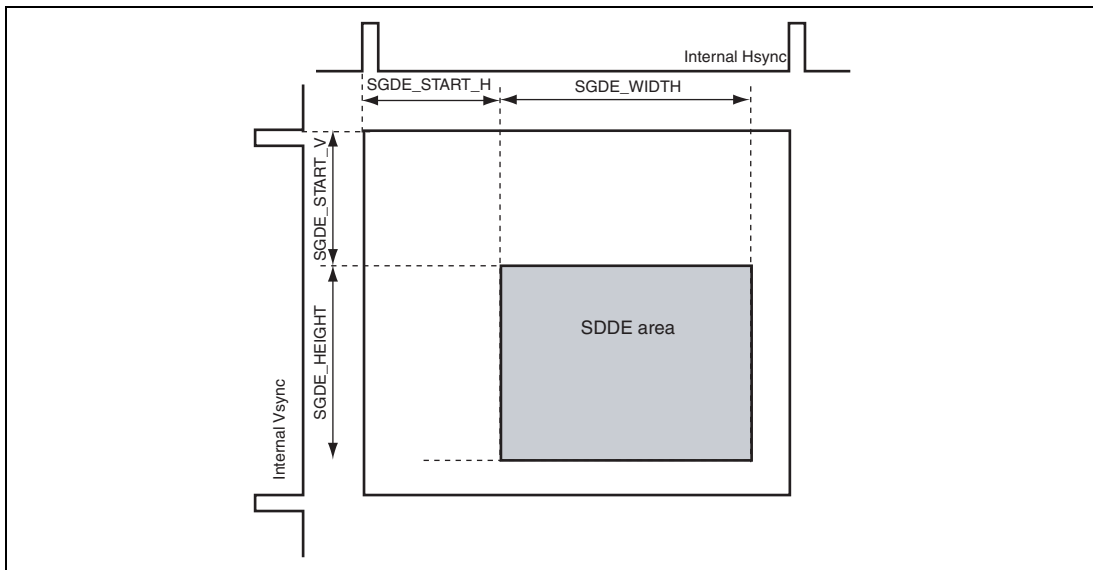 Internal Hsync
SGDE_START_H
SGDE_WIDTH
SGDE_START_V
SGDE_HEIGHT
Internal Vsync
SDDE area